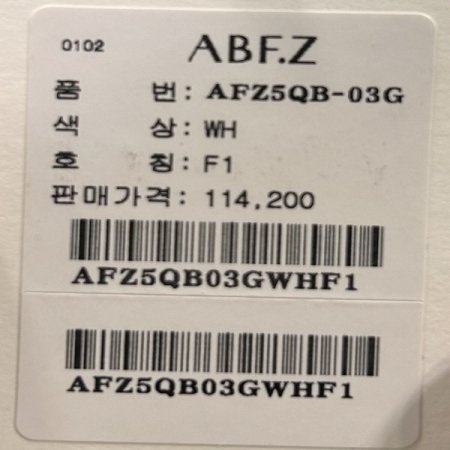 0102 ABF.Z
품 번: AFZ5QB-03G
색 상: WH
호 칭: F1
판매가격: 114,200
AFZ5QB03GWHF1
AFZ5QB03GWHF1